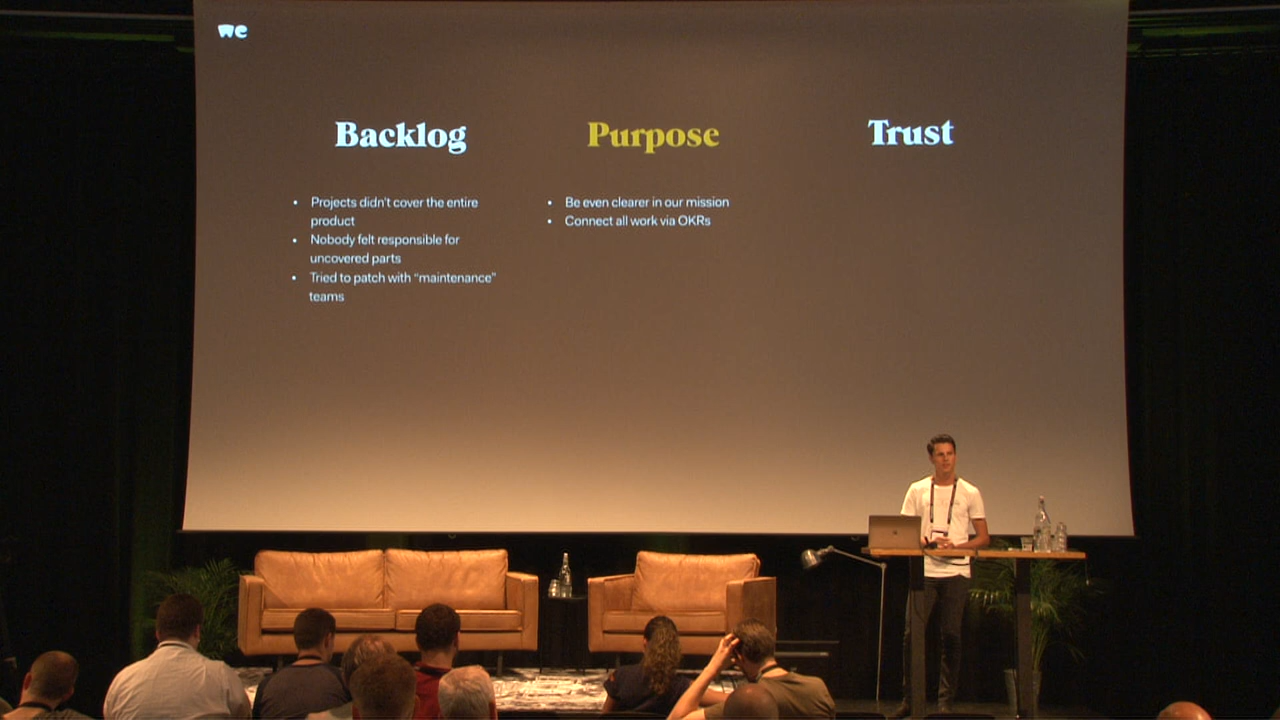 we
Backlog
Purpose
Trust
• Projects didn't cover the entire
product
• Nobody felt responsible for
uncovered parts
• Tried to patch with “maintenance”
teams
• Be even clearer in our mission
• Connect all work via OKRs